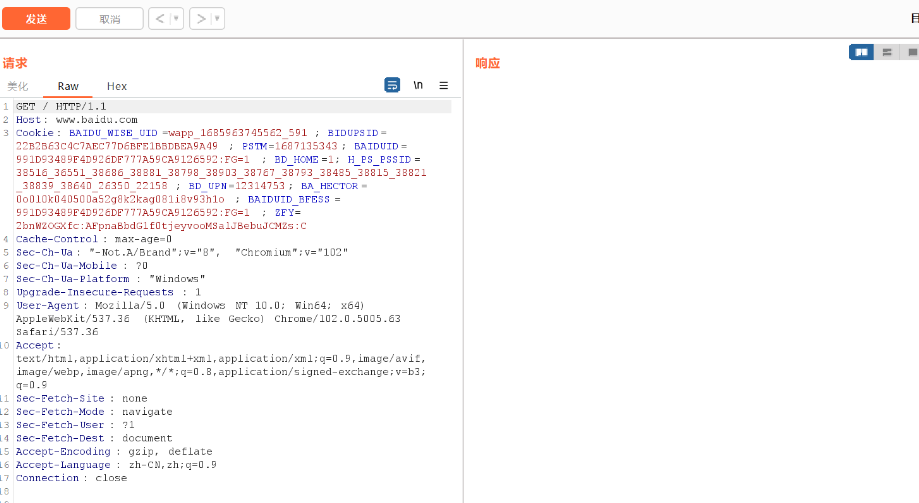 发送
取消
<
>
目
请求
响应
美化
Raw
Hex
\n
1 GET / HTTP/1.1
2 Host: www.baidu.com
3 Cookie: BAIDU_WISE_UID=wapp_1685963745562_591; BIDUPSID=
22B2B63C4C7AEC77D6BFE1BBDBEA9A49; PSTM=1687135343; BAIDUID=
991D93489F4D926DF777A59CA9126592:FG=1; BD_HOME=1; H_PS_PSSID=
38516_36551_38686_38881_38798_38903_38767_38793_38485_38815_38821
_38839_38640_26350_22158; BD_UPN=12314753; BA_HECTOR=
0o010k040500a52g8k2kag081i8v93h1o; BAIDUID_BFESS=
991D93489F4D926DF777A59CA9126592:FG=1; ZFY=
2bnWZOGXfc:AFpnaBbdGlf0tjeyvooMSalJBebuJCMZs:C
4 Cache-Control: max-age=0
5 Sec-Ch-Ua: "-Not.A/Brand";v="8", "Chromium";v="102"
6 Sec-Ch-Ua-Mobile: ?0
7 Sec-Ch-Ua-Platform: "Windows"
8 Upgrade-Insecure-Requests: 1
9 User-Agent: Mozilla/5.0 (Windows NT 10.0; Win64; x64)
AppleWebKit/537.36 (KHTML, like Gecko) Chrome/102.0.5005.63
Safari/537.36
10 Accept:
text/html,application/xhtml+xml,application/xml;q=0.9,image/avif,
image/webp,image/apng,*/*;q=0.8,application/signed-exchange;v=b3;
q=0.9
11 Sec-Fetch-Site: none
12 Sec-Fetch-Mode: navigate
13 Sec-Fetch-User: ?1
14 Sec-Fetch-Dest: document
15 Accept-Encoding: gzip, deflate
16 Accept-Language: zh-CN,zh;q=0.9
17 Connection: close
18